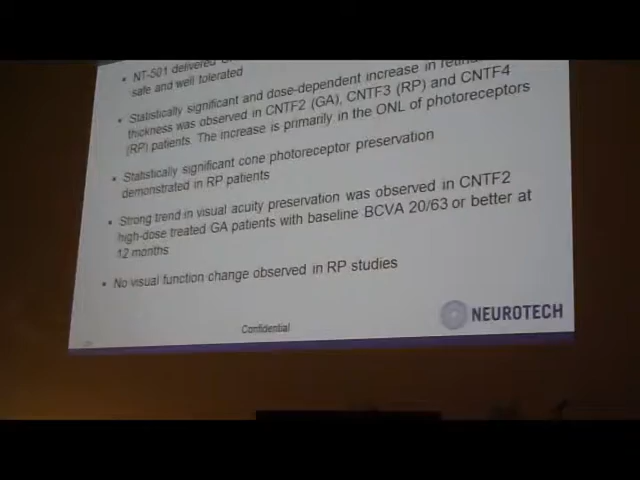 • NT-501 delivered
safe and well tolerated
• Statistically significant and dose-dependent increase in
thickness was observed in CNTF2 (GA), CNTF3 (RP) and CNTF4
(RP) patients. The increase is primarily in the ONL of photoreceptors
• Statistically significant cone photoreceptor preservation
demonstrated in RP patients
• Strong trend in visual acuity preservation was observed in CNTF2
high-dose treated GA patients with baseline BCVA 20/63 or better at
12 months
• No visual function change observed in RP studies
Confidential
NEUROTECH